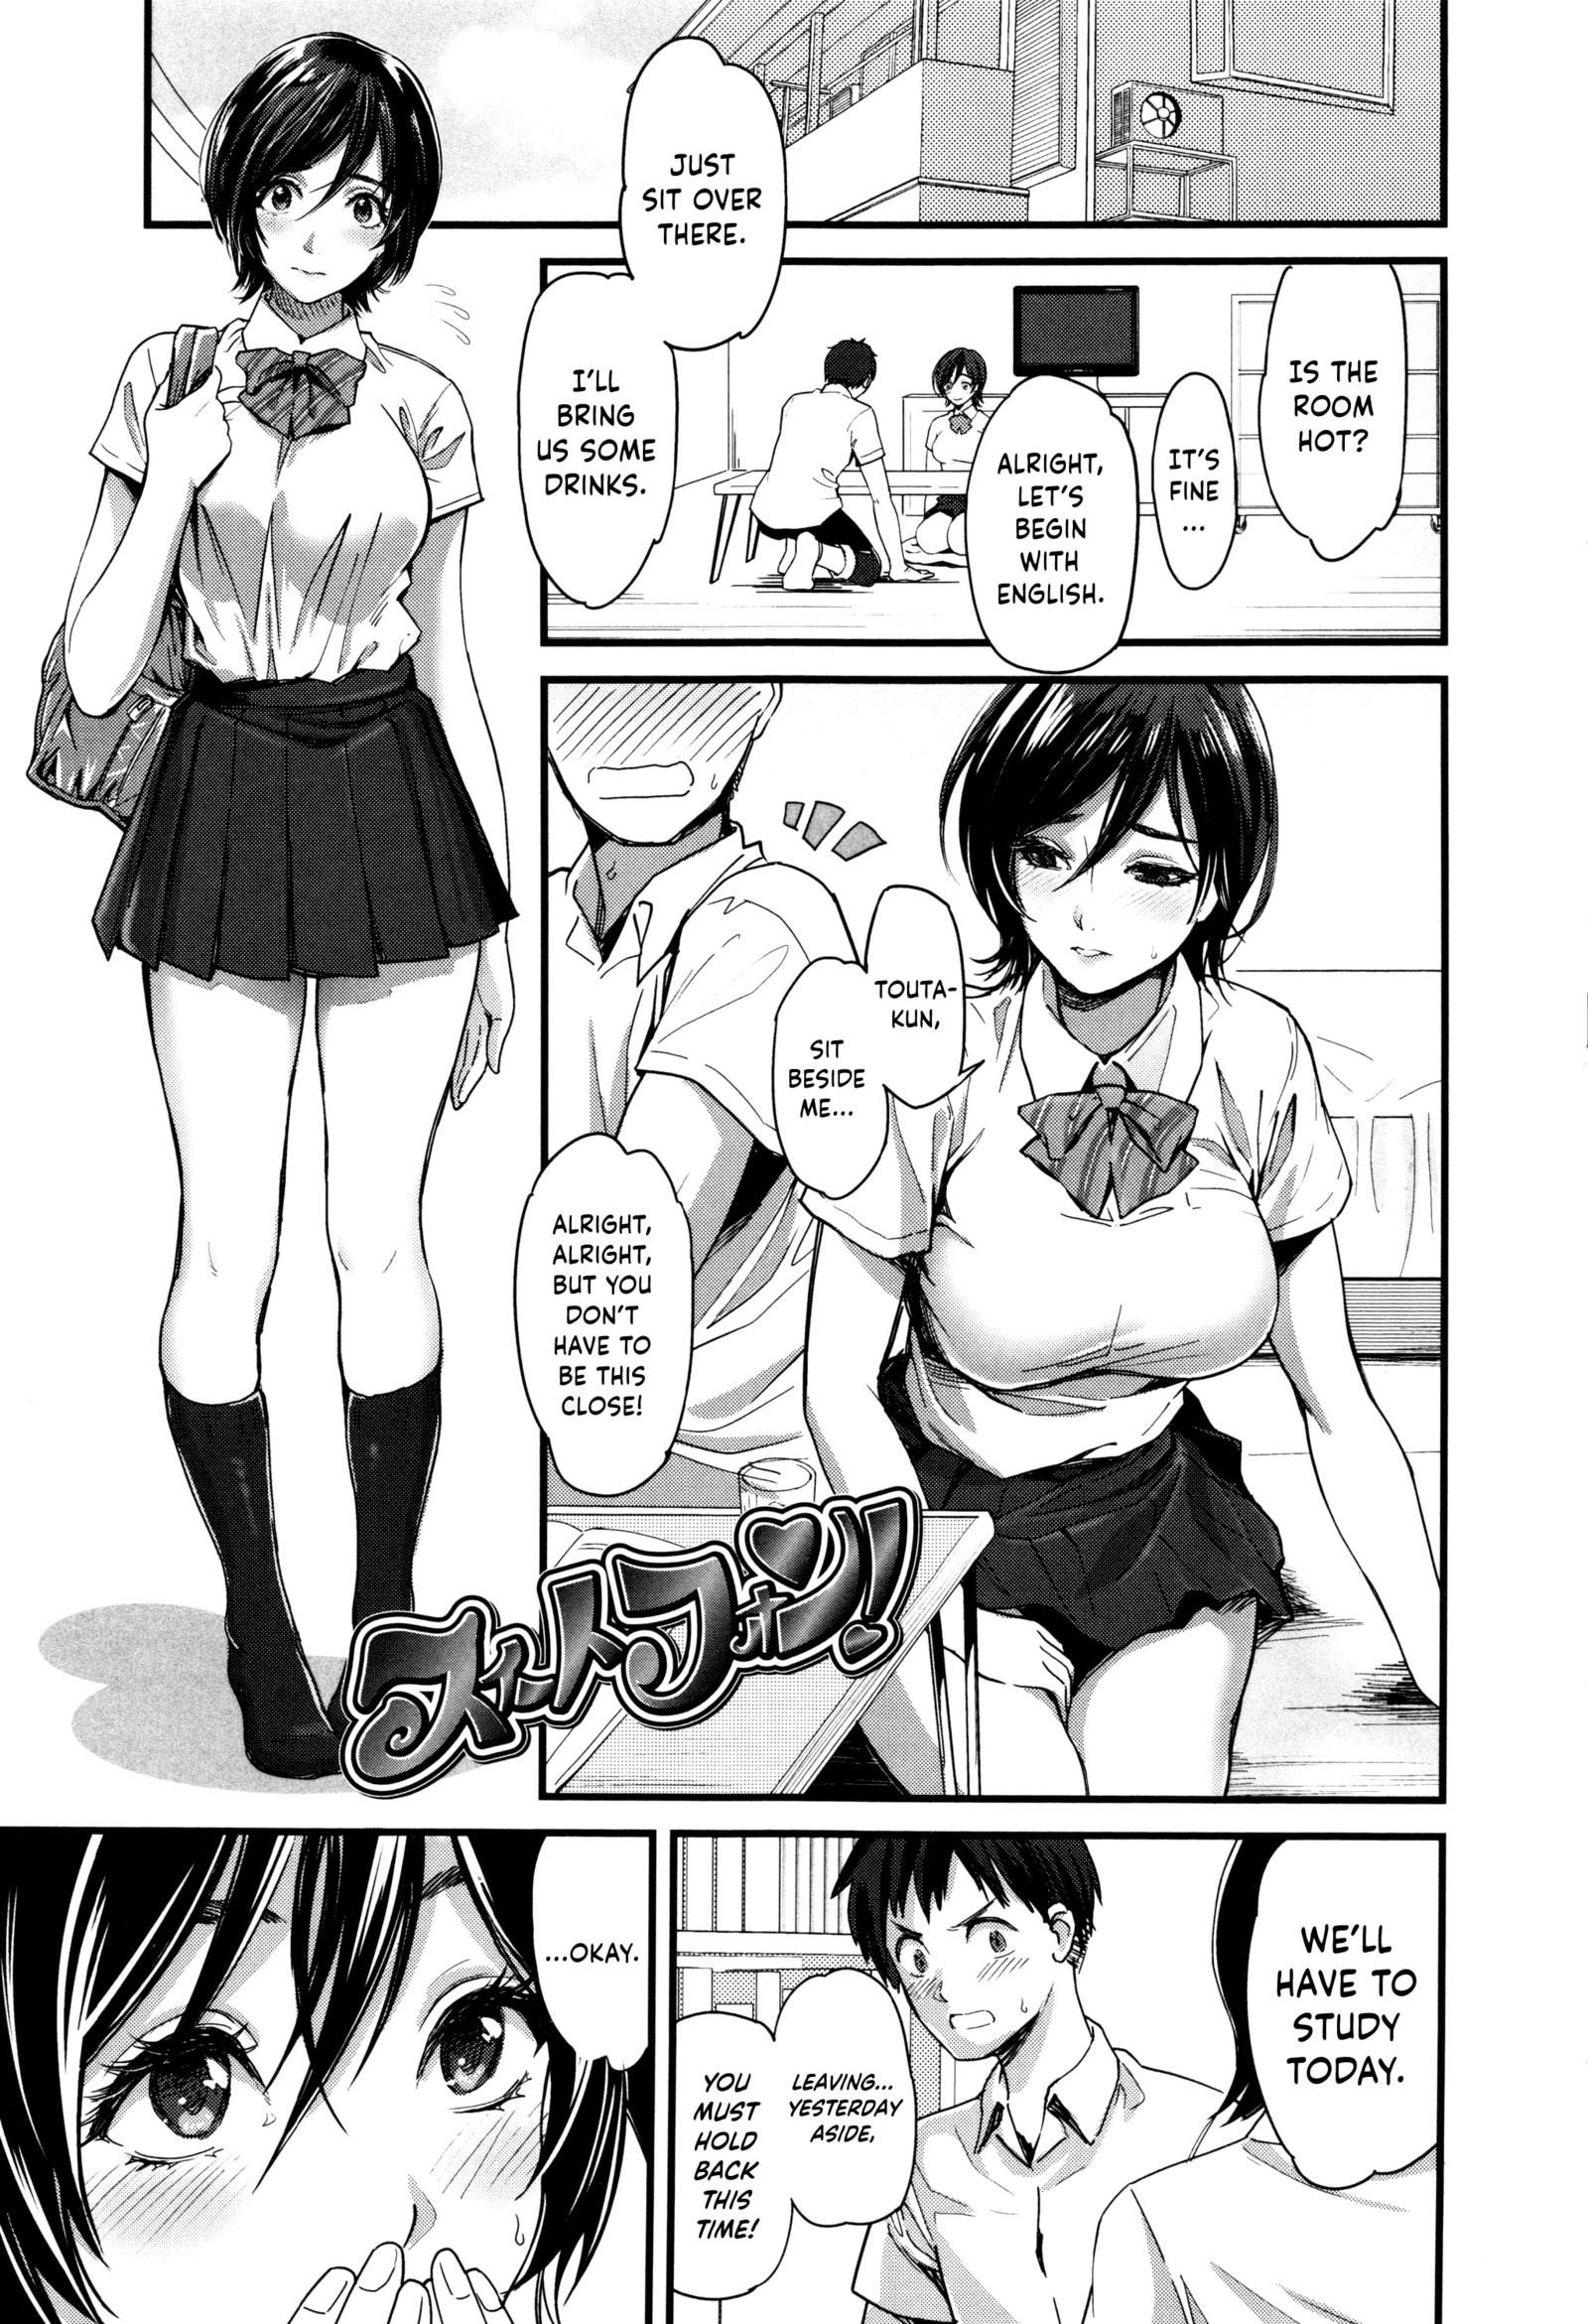 JUST
SIT OVER
THERE.
I'LL
BRING
US SOME
DRINKS.
IS THE
ROOM
HOT?
IT'S
FINE
...
ALRIGHT,
LET'S
BEGIN
WITH
ENGLISH.
TOUTA-
KUN,
SIT
BESIDE
ME...
ALRIGHT,
ALRIGHT,
BUT YOU
DON'T
HAVE TO
BE THIS
CLOSE!
スイートフォン!
WE'LL
HAVE TO
STUDY
TODAY.
LEAVING...
YESTERDAY
ASIDE,
YOU
MUST
HOLD
BACK
THIS
TIME!
...OKAY.